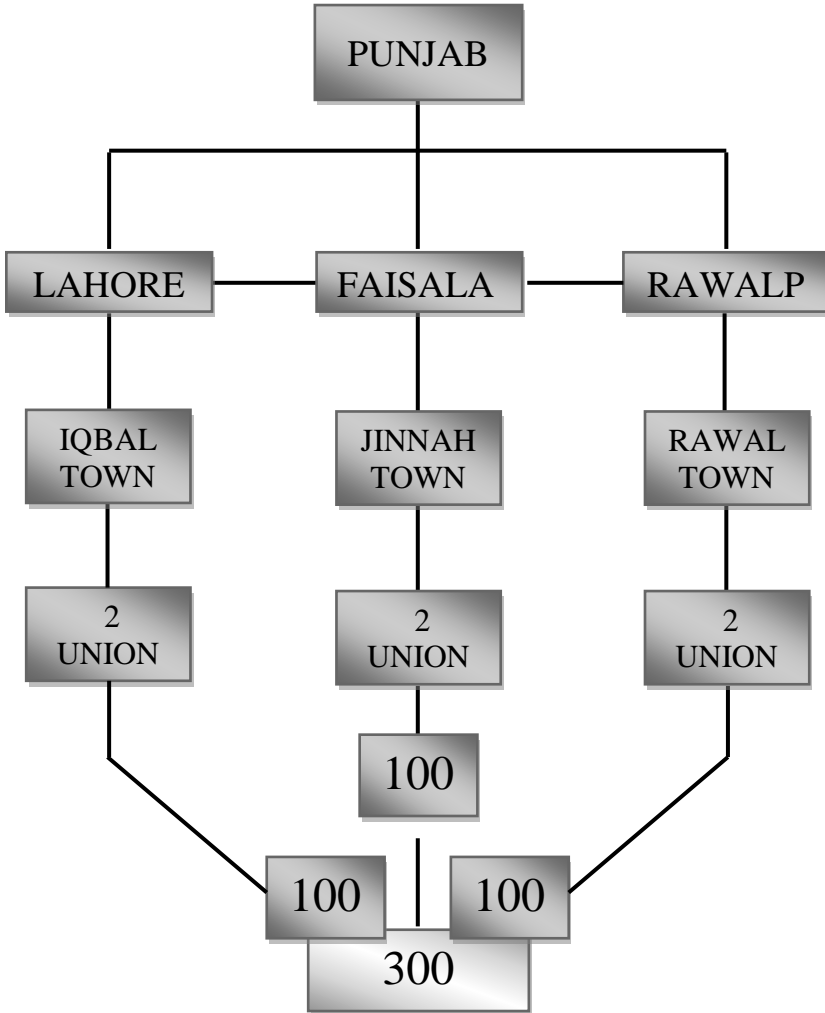 PUNJAB
LAHORE
FAISALA
RAWALP
IQBAL
TOWN
JINNAH
TOWN
RAWAL
TOWN
2
UNION
2
UNION
2
UNION
100
100
100
300